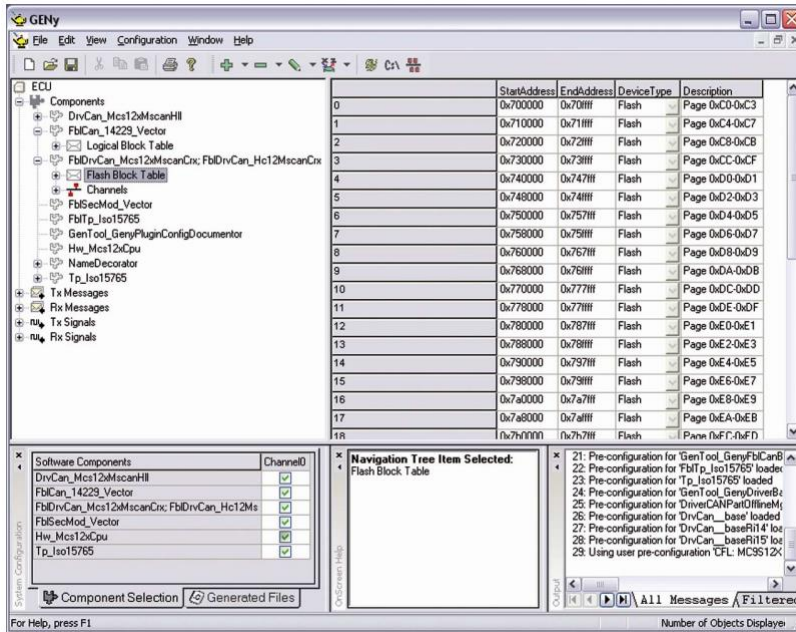 GENy
File Edit View Configuration Window Help
ECU
Components
DrvCan_Mcs12xMscanHll
FblCan_14229_Vector
Logical Block Table
FblDrvCan_Mcs12xMscanCrx; FblDrvCan_Hc12MscanCrx
Flash Block Table
Channels
FblSecMod_Vector
FblTp_Iso15765
GenTool_GenyPluginConfigDocumentor
Hw_Mcs12xCpu
NameDecorator
Tp_Iso15765
Tx Messages
Rx Messages
Tx Signals
Rx Signals
StartAddress EndAddress DeviceType Description
0 0x700000 0x70ffff Flash Page 0xC0-0xC3
1 0x710000 0x71ffff Flash Page 0xC4-0xC7
2 0x720000 0x72ffff Flash Page 0xC8-0xCB
3 0x730000 0x73ffff Flash Page 0xCC-0xCF
4 0x740000 0x747fff Flash Page 0xD0-0xD1
5 0x748000 0x74ffff Flash Page 0xD2-0xD3
6 0x750000 0x757fff Flash Page 0xD4-0xD5
7 0x758000 0x75ffff Flash Page 0xD6-0xD7
8 0x760000 0x767fff Flash Page 0xD8-0xD9
9 0x768000 0x76ffff Flash Page 0xDA-0xDB
10 0x770000 0x777fff Flash Page 0xDC-0xDD
11 0x778000 0x77ffff Flash Page 0xDE-0xDF
12 0x780000 0x787fff Flash Page 0xE0-0xE1
13 0x788000 0x78ffff Flash Page 0xE2-0xE3
14 0x790000 0x797fff Flash Page 0xE4-0xE5
15 0x798000 0x79ffff Flash Page 0xE6-0xE7
16 0x7a0000 0x7a7fff Flash Page 0xE8-0xE9
17 0x7a8000 0x7affff Flash Page 0xEA-0xEB
18 0x7b0000 0x7b7fff Flash Page 0xEC-0xED
System Configuration
Software Components Channel0
DrvCan_Mcs12xMscanHll
FblCan_14229_Vector
FblDrvCan_Mcs12xMscanCrx; FblDrvCan_Hc12Ms
FblSecMod_Vector
Hw_Mcs12xCpu
Tp_Iso15765
Component Selection Generated Files
OnScreen Help
Navigation Tree Item Selected:
Flash Block Table
Output
21: Pre-configuration for 'GenTool_GenyFblCanB
22: Pre-configuration for 'FblTp_Iso15765' loaded
23: Pre-configuration for 'Tp_Iso15765' loaded
24: Pre-configuration for 'GenTool_GenyDriverBa
25: Pre-configuration for 'DriverCANPartOfflineMg
26: Pre-configuration for 'DrvCan__base' loaded
27: Pre-configuration for 'DrvCan__baseRi14' loa
28: Pre-configuration for 'DrvCan__baseRi15' loa
29: Using user pre-configuration 'CFL: MC9S12X
All Messages Filtered
For Help, press F1
Number of Objects Displayed